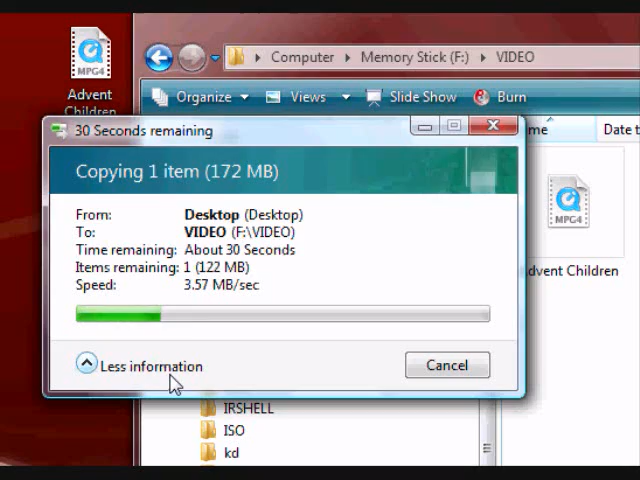 MPG4
Advent
Children
Computer
Memory Stick (F:)
VIDEO
Organize
Views
Slide Show
Burn
30 Seconds remaining
me
Date t
Copying 1 item (172 MB)
From: Desktop (Desktop)
To: VIDEO (F:\VIDEO)
Time remaining: About 30 Seconds
Items remaining: 1 (122 MB)
Speed: 3.57 MB/sec
MPG4
dvent Children
Less information
Cancel
IRSHELL
ISO
kd